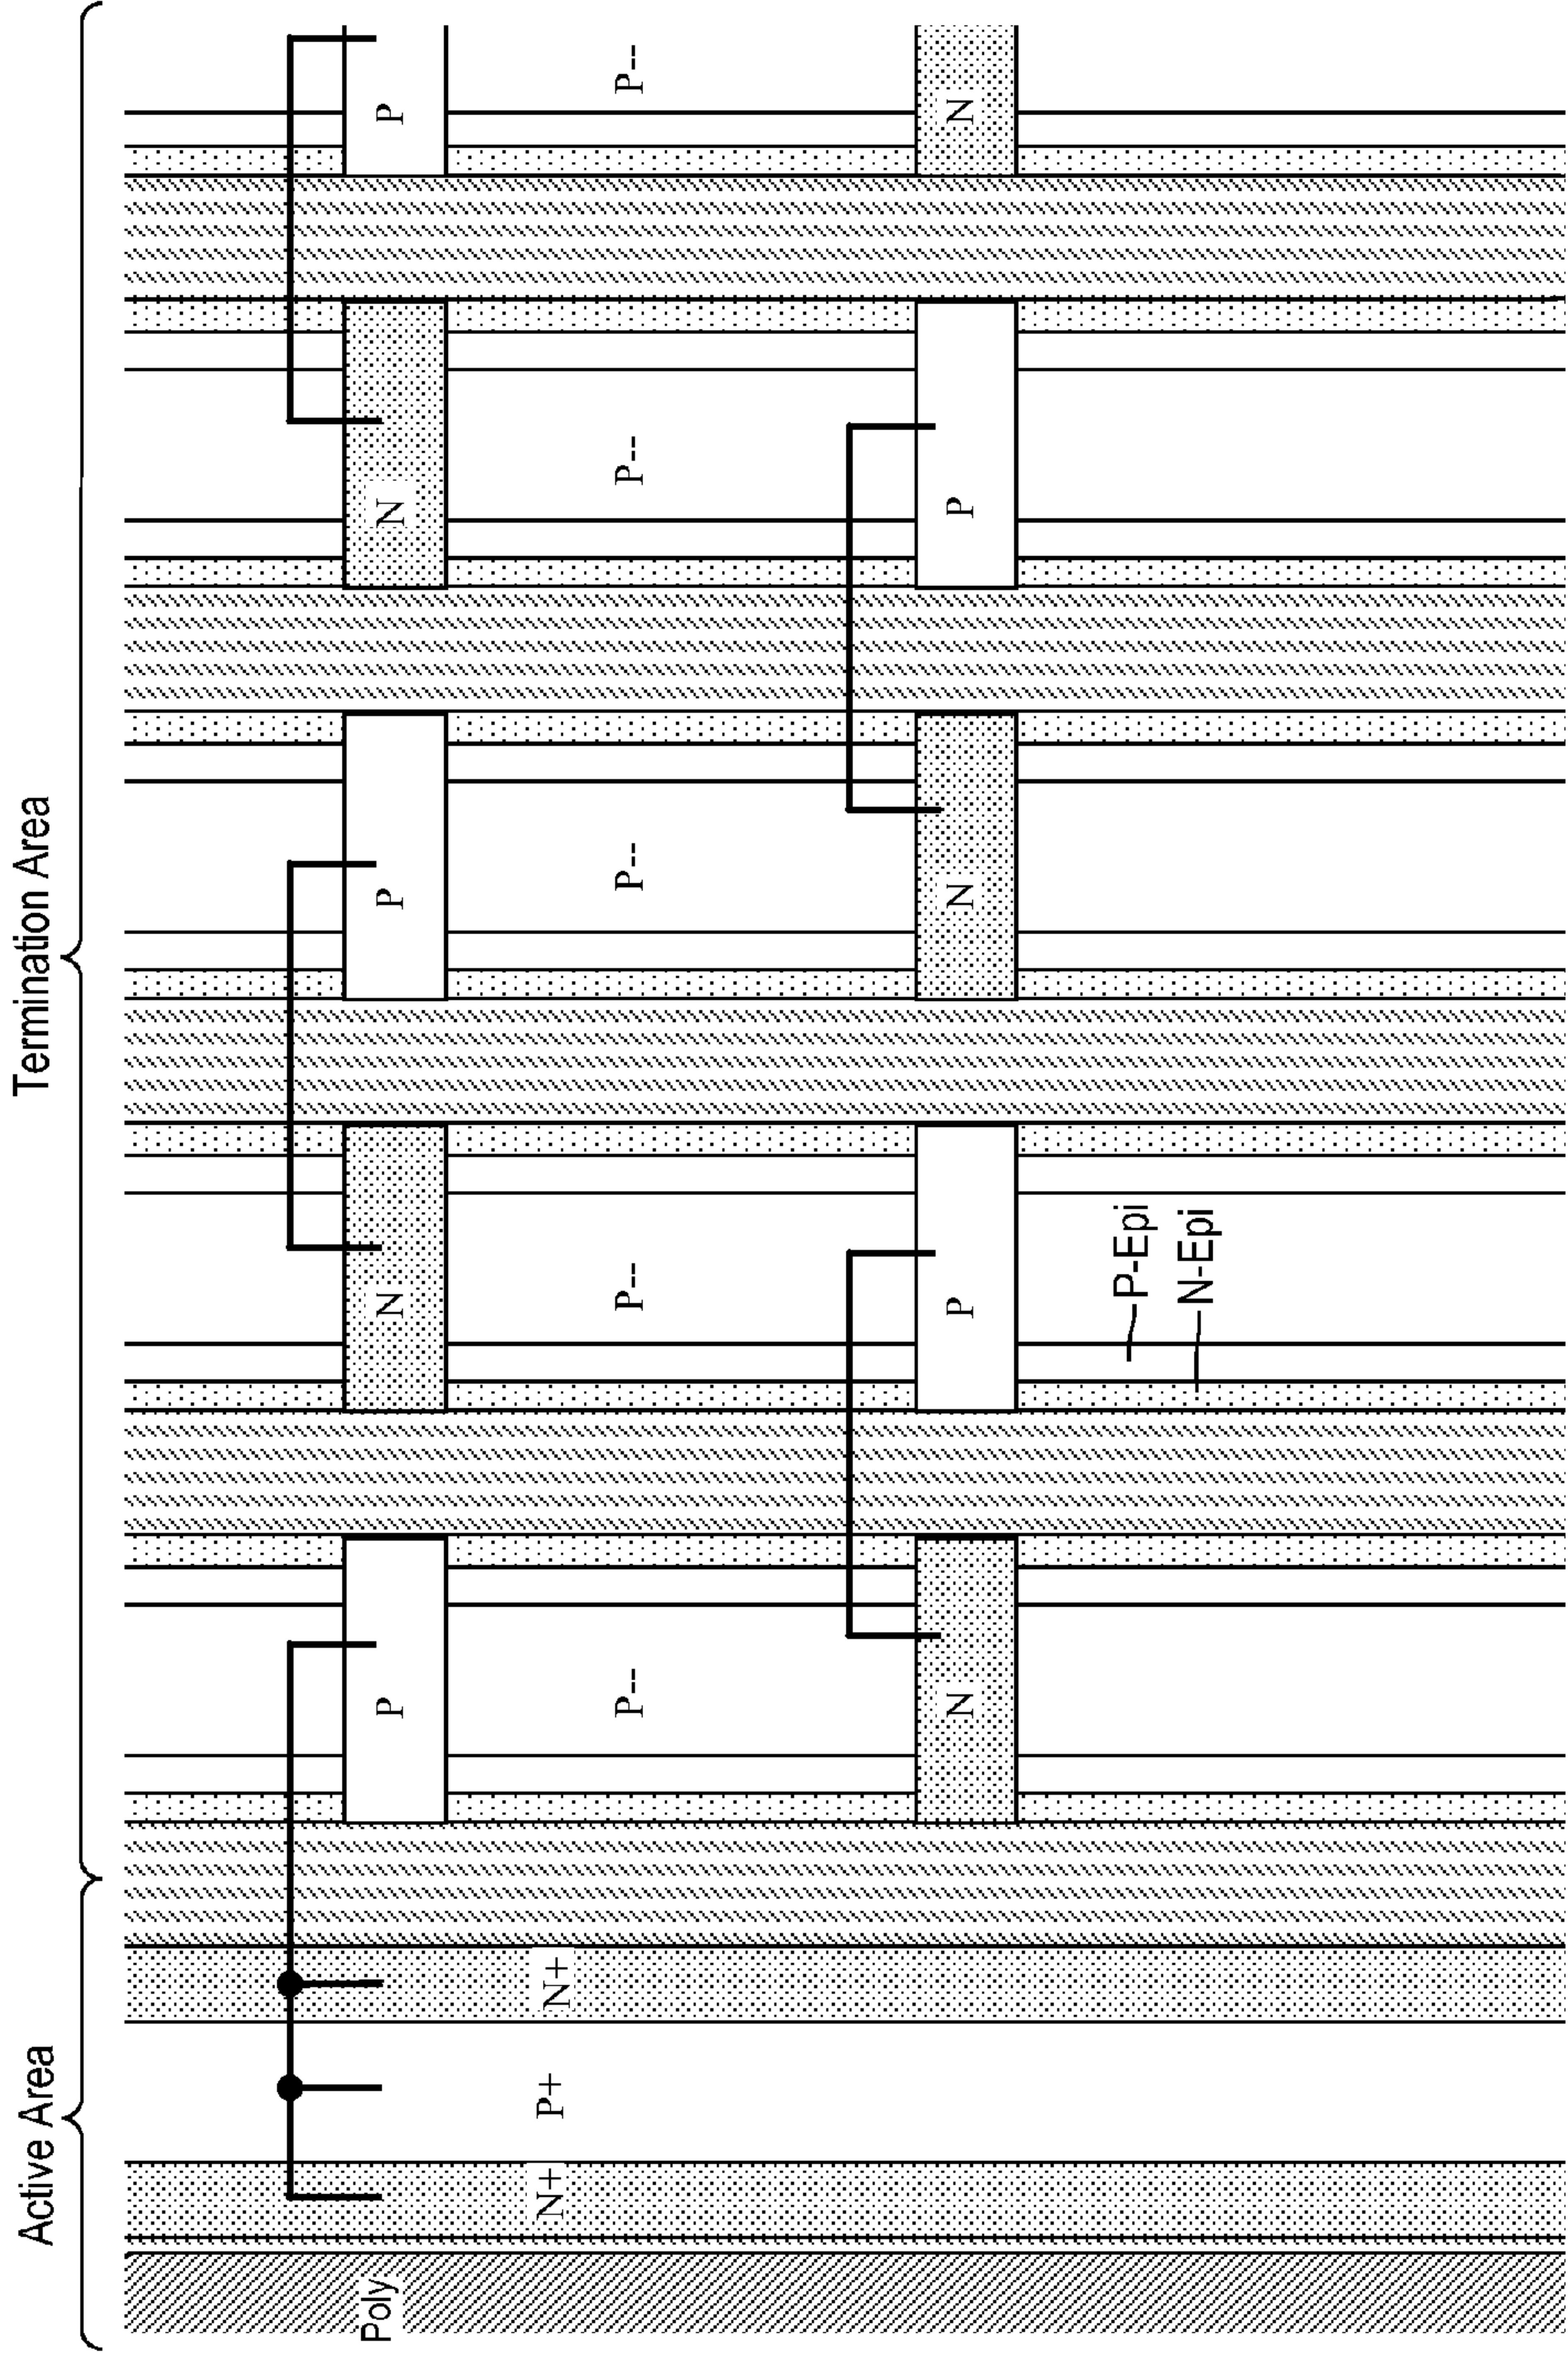 Active Area
Termination Area
Poly
P
N
P
N
P
N+
P+
N+
P--
P--
P--
P--
P--
N
P
N
P
N
P-Epi
N-Epi